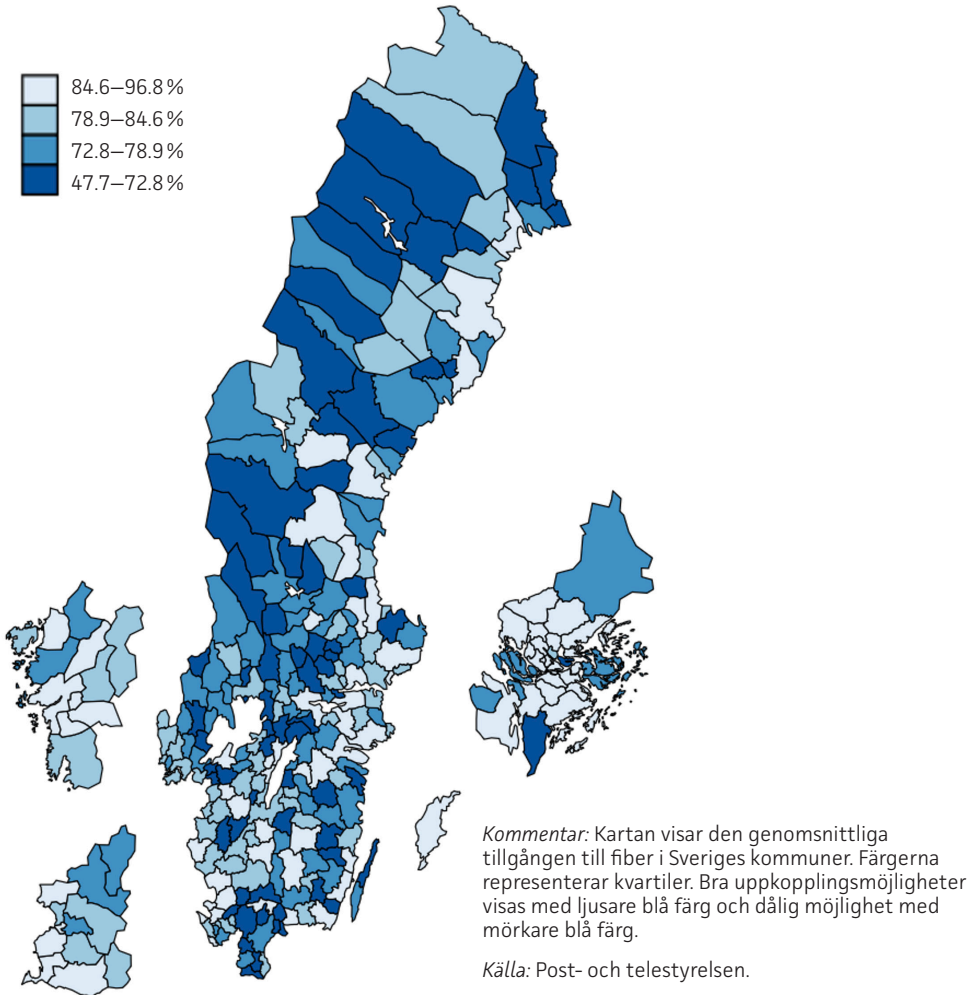 84.6–96.8 %
78.9–84.6 %
72.8–78.9 %
47.7–72.8 %
Kommentar: Kartan visar den genomsnittliga
tillgången till fiber i Sveriges kommuner. Färgerna
representerar kvartiler. Bra uppkopplingsmöjligheter
visas med ljusare blå färg och dålig möjlighet med
mörkare blå färg.
Källa: Post- och telestyrelsen.